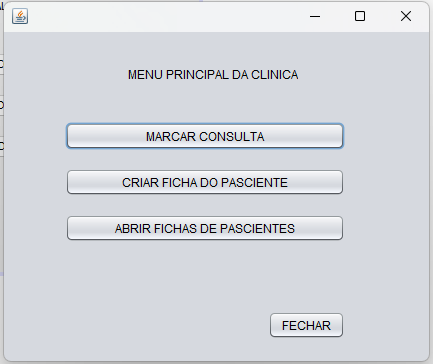 MENU PRINCIPAL DA CLINICA
MARCAR CONSULTA
CRIAR FICHA DO PASCIENTE
ABRIR FICHAS DE PASCIENTES
FECHAR